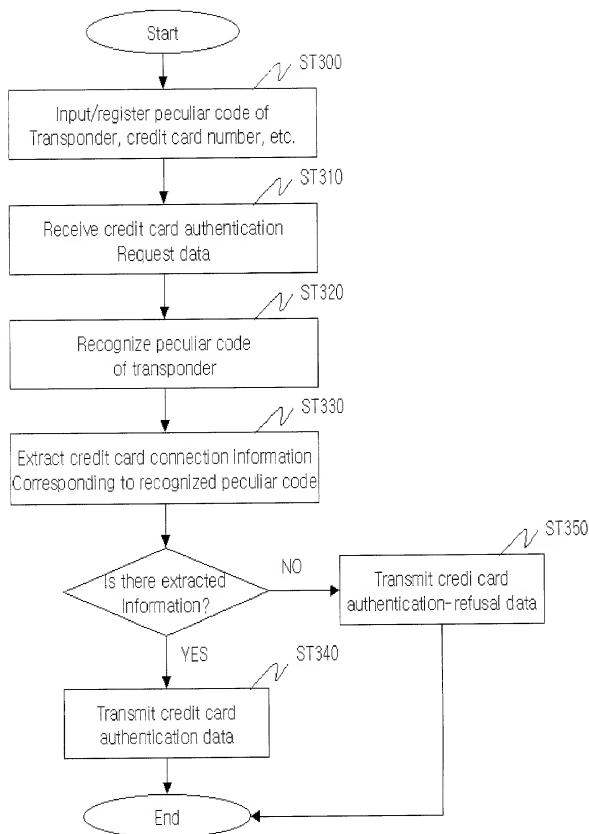 Start
ST300
Input/register peculiar code of
Transponder, credit card number, etc.
ST310
Receive credit card authentication
Request data
ST320
Recognize peculiar code
of transponder
ST330
Extract credit card connection information
Corresponding to recognized peculiar code
Is there extracted
Information?
NO
ST350
Transmit credi card
authentication-refusal data
YES
ST340
Transmit credit card
authentication data
End